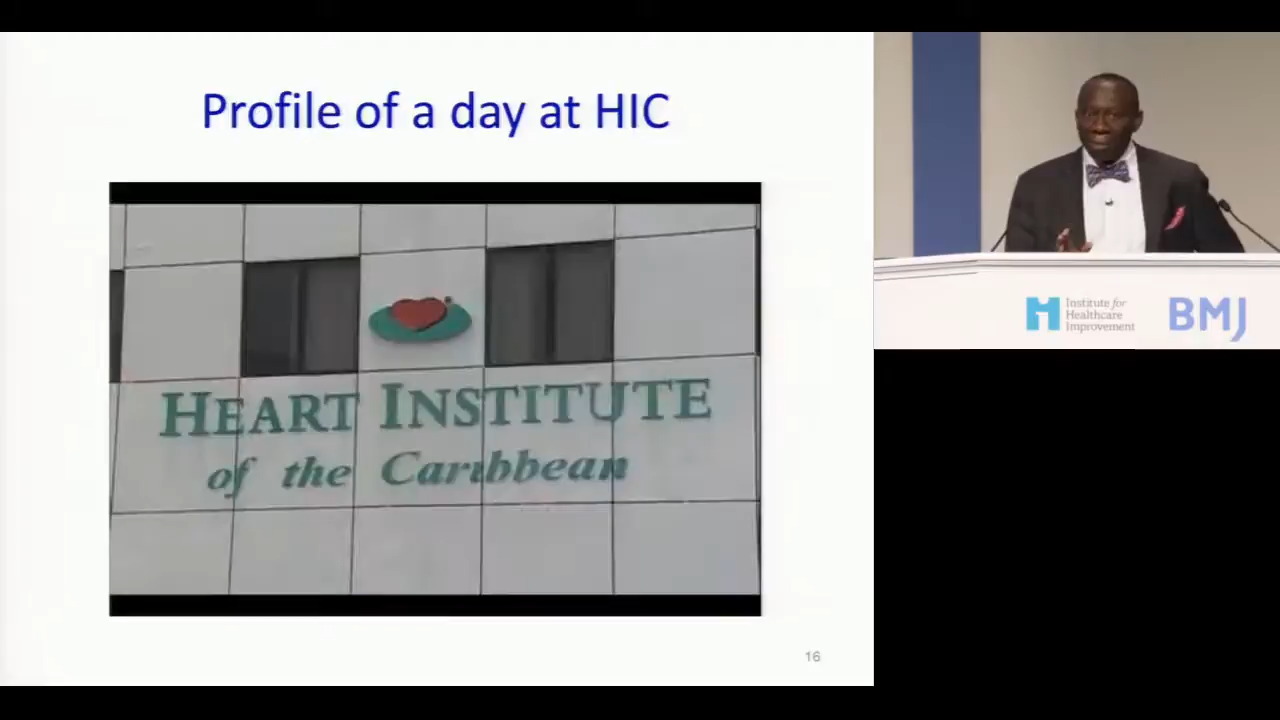 Profile of a day at HIC
HEART INSTITUTE
of the Caribbean
16
Institute for
Healthcare
Improvement
BMJ